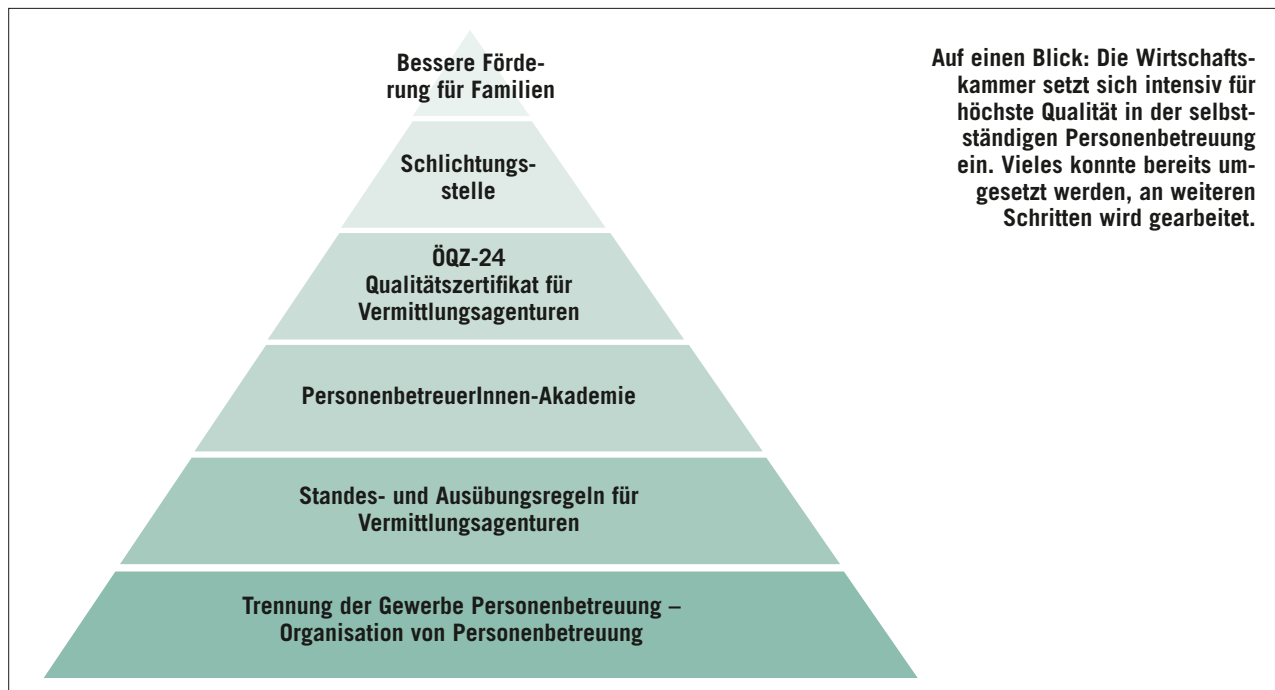 Bessere Förde-
rung für Familien
Schlichtungs-
stelle
ÖQZ-24
Qualitätszertifikat für
Vermittlungsagenturen
PersonenbetreuerInnen-Akademie
Standes- und Ausübungsregeln für
Vermittlungsagenturen
Trennung der Gewerbe Personenbetreuung –
Organisation von Personenbetreuung
Auf einen Blick: Die Wirtschafts-
kammer setzt sich intensiv für
höchste Qualität in der selbst-
ständigen Personenbetreuung
ein. Vieles konnte bereits um-
gesetzt werden, an weiteren
Schritten wird gearbeitet.